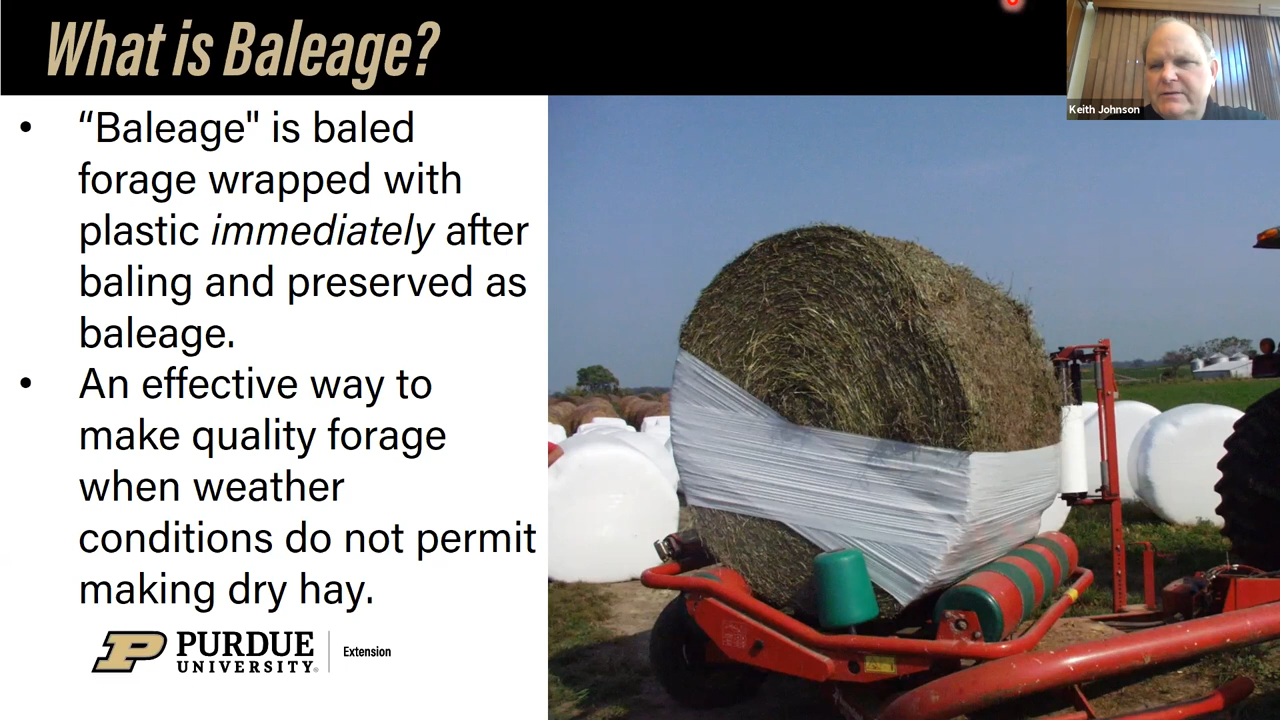 What is Baleage?
Keith Johnson
• “Baleage" is baled
forage wrapped with
plastic immediately after
baling and preserved as
baleage.
• An effective way to
make quality forage
when weather
conditions do not permit
making dry hay.
P PURDUE
UNIVERSITY®
Extension